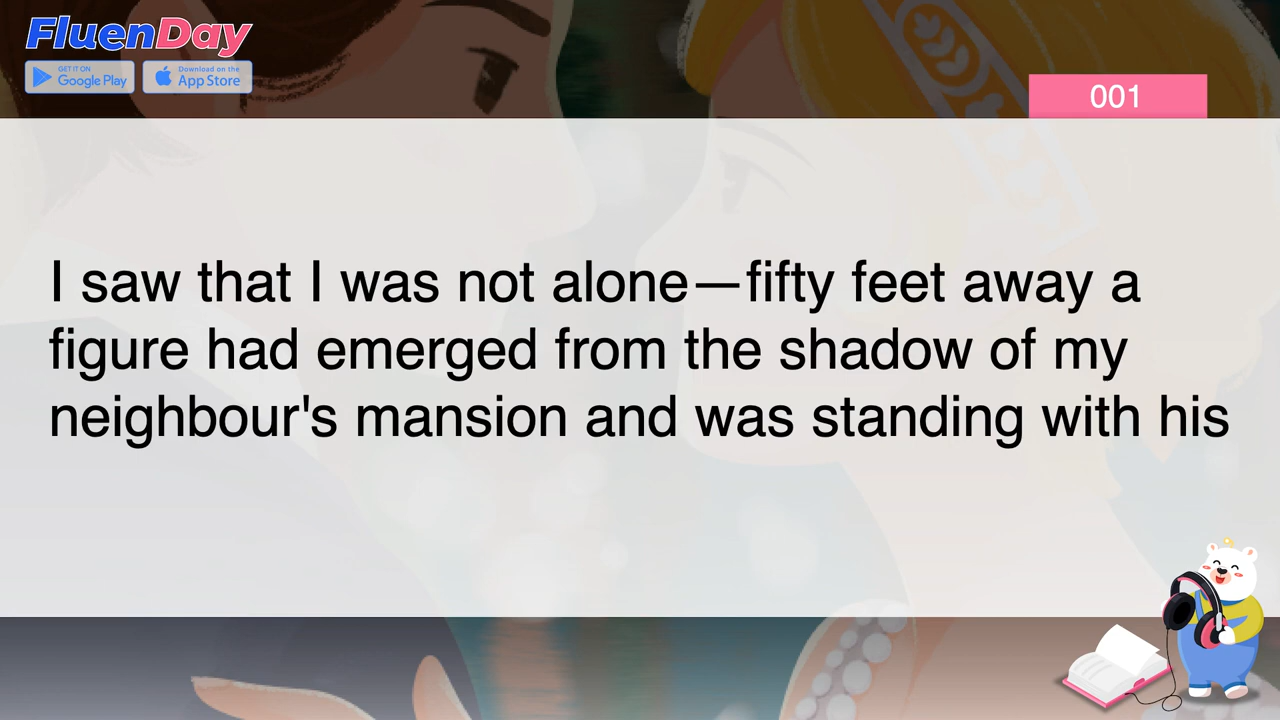 FluenDay
GET IT ON
Google Play
Download on the
App Store
001
I saw that I was not alone—fifty feet away a
figure had emerged from the shadow of my
neighbour's mansion and was standing with his